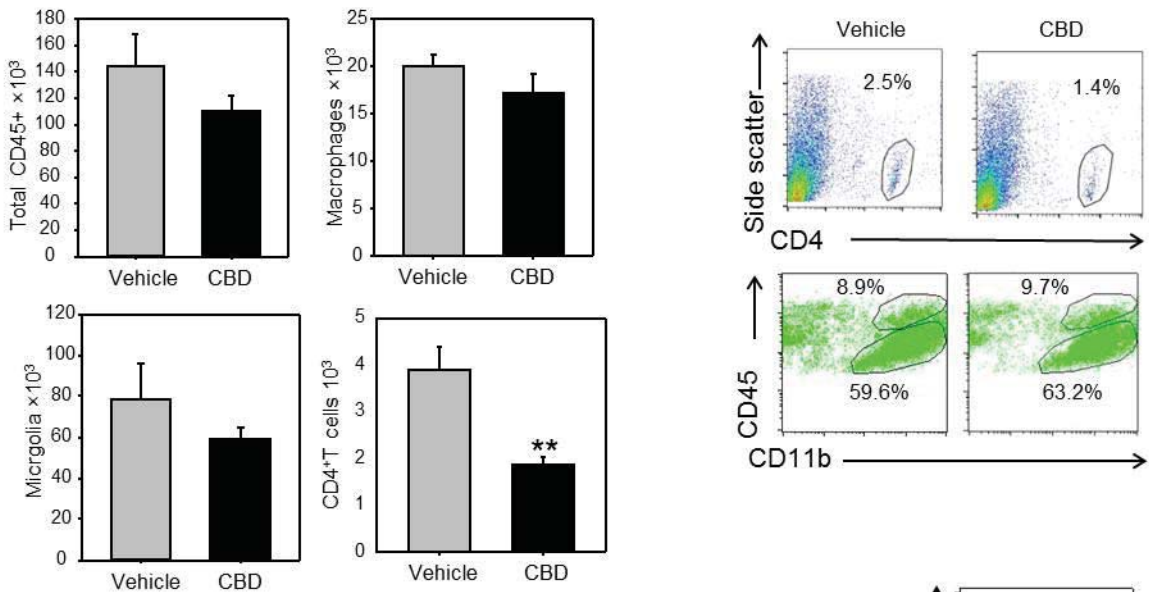 180
160
140
120
100
80
60
40
20
0
Total CD45+ ×10³
Vehicle CBD
25
20
15
10
5
0
Macrophages ×10³
Vehicle CBD
120
100
80
60
40
20
0
Micrgolia ×10³
Vehicle CBD
5
4
3
2
1
0
CD4⁺T cells 10³
**
Vehicle CBD
Vehicle CBD
2.5% 1.4%
Side scatter
CD4
8.9% 9.7%
59.6% 63.2%
CD45
CD11b